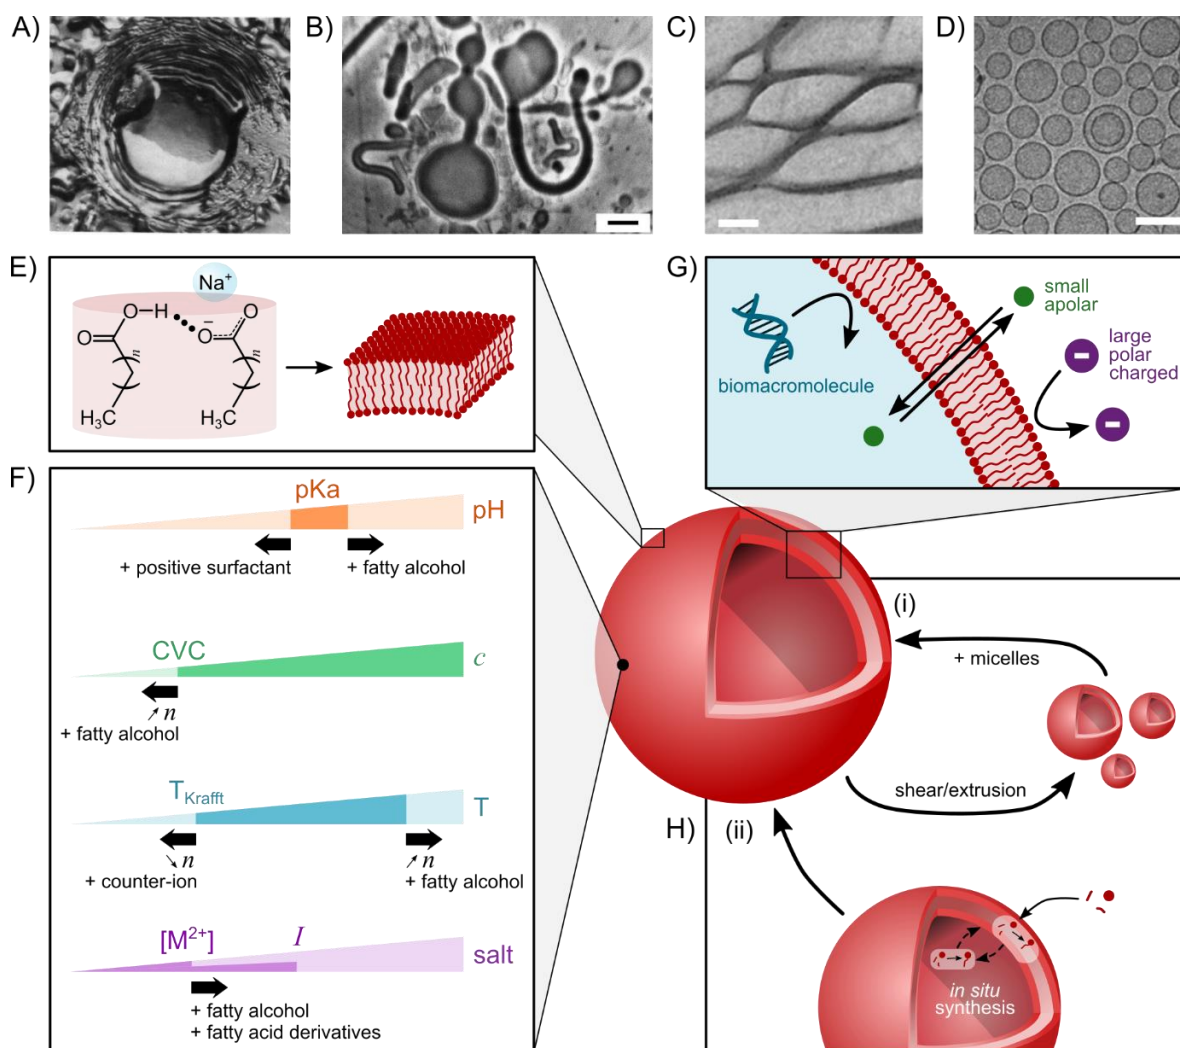 A)
B)
C)
D)
E)
Na+
O
H
O
O
−
O
n
n
H3C
H3C
F)
pKa
pH
+ positive surfactant
+ fatty alcohol
CVC
c
↗ n
+ fatty alcohol
TKrafft
T
↘ n
+ counter-ion
↗ n
+ fatty alcohol
[M2+]
I
salt
+ fatty alcohol
+ fatty acid derivatives
G)
small
apolar
large
polar
charged
biomacromolecule
−
−
(i)
+ micelles
shear/extrusion
H)
(ii)
in situ
synthesis